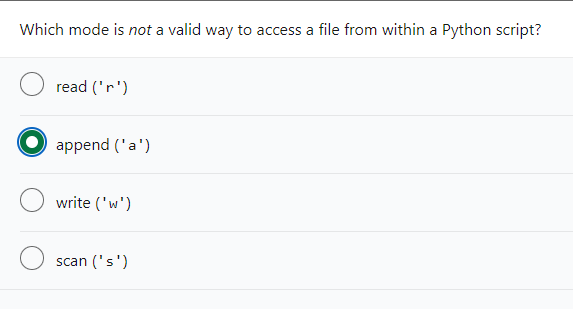 Which mode is not a valid way to access a file from within a Python script?
read ('r')
append ('a')
write ('w')
scan ('s')